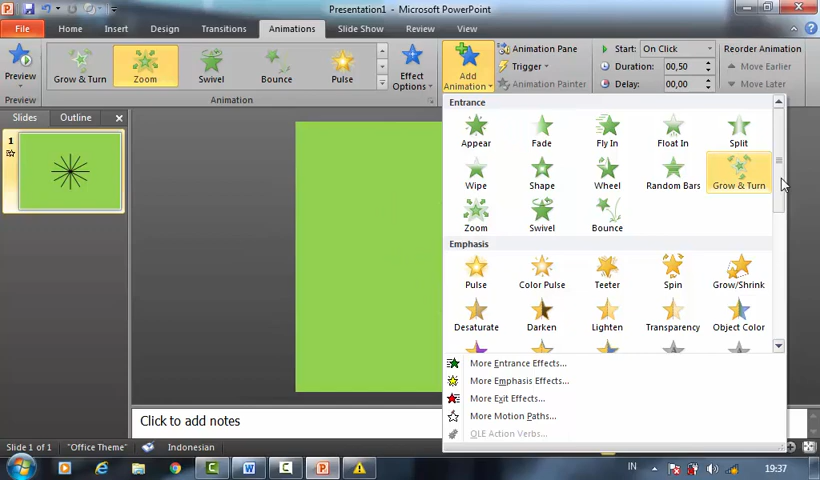 Presentation1 - Microsoft PowerPoint
File Home Insert Design Transitions Animations Slide Show Review View
Preview
Preview
Grow & Turn Zoom Swivel Bounce Pulse
Animation
Effect
Options
Add
Animation
Animation Pane
Trigger
Animation Painter
Start: On Click
Duration: 00,50
Delay: 00,00
Reorder Animation
Move Earlier
Move Later
Slides Outline
1
Entrance
Appear Fade Fly In Float In Split
Wipe Shape Wheel Random Bars Grow & Turn
Zoom Swivel Bounce
Emphasis
Pulse Color Pulse Teeter Spin Grow/Shrink
Desaturate Darken Lighten Transparency Object Color
More Entrance Effects...
More Emphasis Effects...
More Exit Effects...
More Motion Paths...
OLE Action Verbs...
Click to add notes
Slide 1 of 1 "Office Theme" Indonesian
IN 19:37